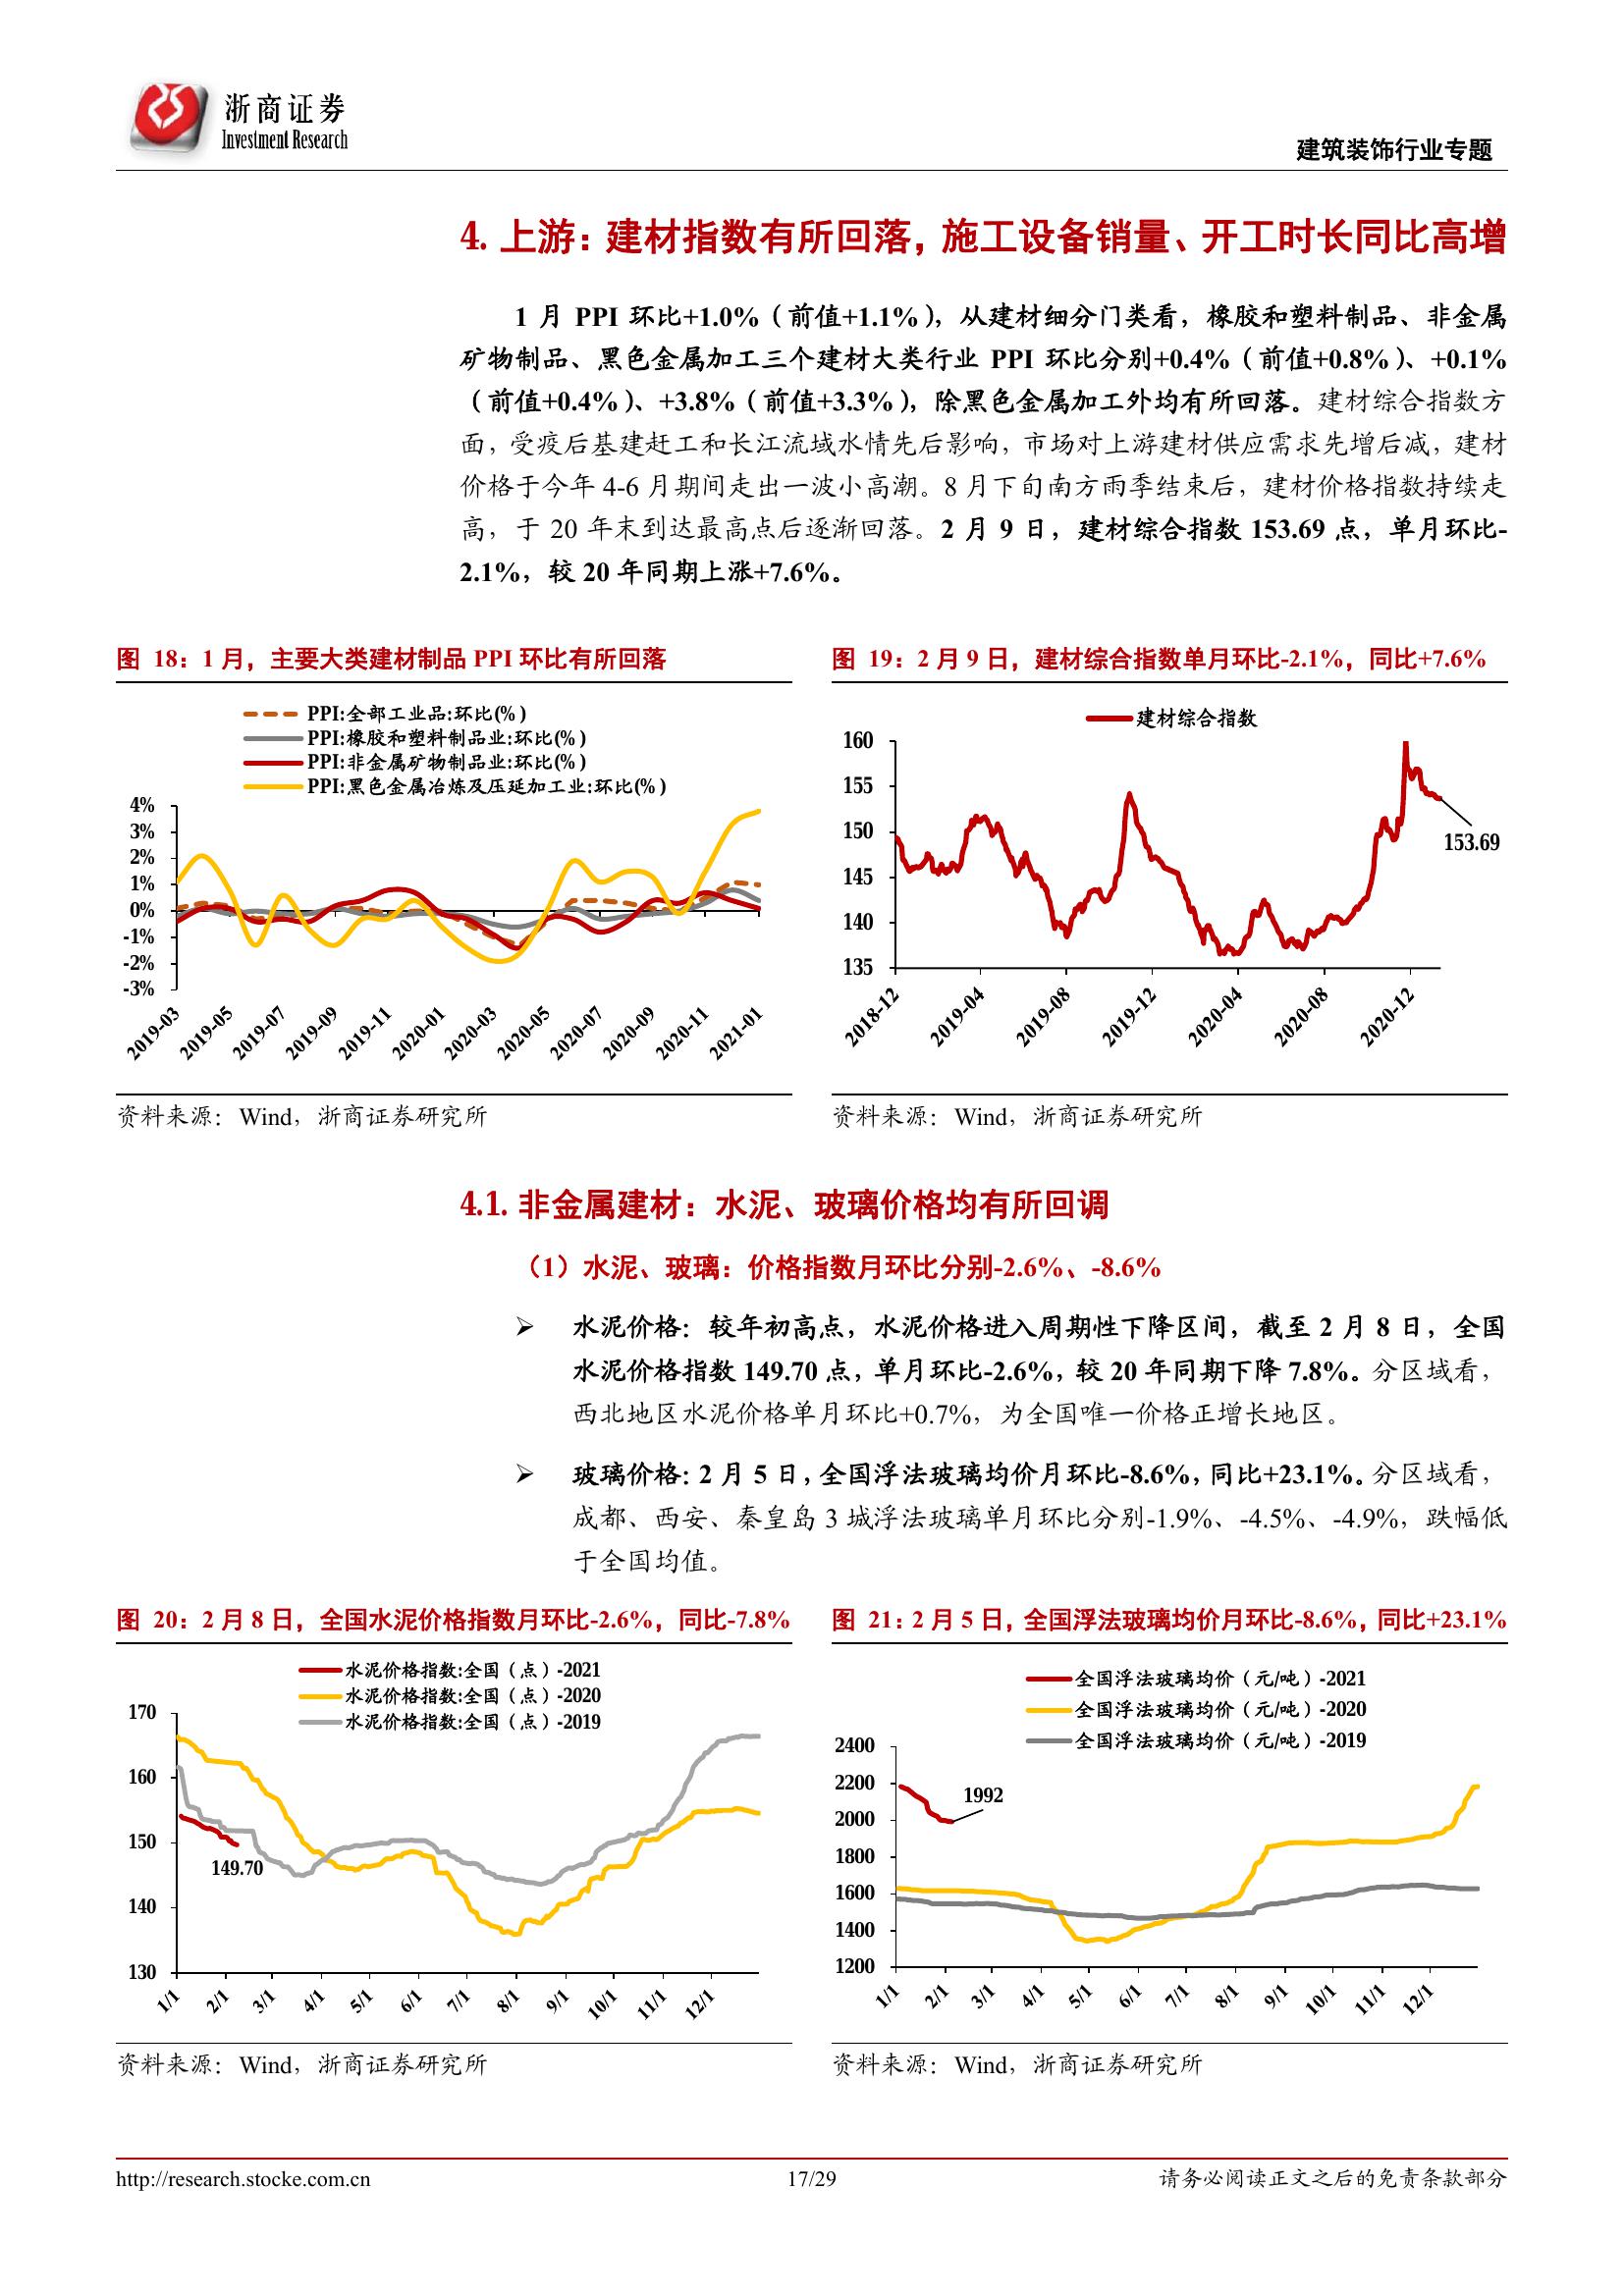 浙商证券
Investment Research
建筑装饰行业专题
4. 上游：建材指数有所回落，施工设备销量、开工时长同比高增
1 月 PPI 环比+1.0%（前值+1.1%），从建材细分门类看，橡胶和塑料制品、非金属
矿物制品、黑色金属加工三个建材大类行业 PPI 环比分别+0.4%（前值+0.8%）、+0.1%
（前值+0.4%）、+3.8%（前值+3.3%），除黑色金属加工外均有所回落。建材综合指数方
面，受疫后基建赶工和长江流域水情先后影响，市场对上游建材供应需求先增后减，建材
价格于今年 4-6 月期间走出一波小高潮。8 月下旬南方雨季结束后，建材价格指数持续走
高，于 20 年末到达最高点后逐渐回落。2 月 9 日，建材综合指数 153.69 点，单月环比-
2.1%，较 20 年同期上涨+7.6%。
图 18：1 月，主要大类建材制品 PPI 环比有所回落
PPI:全部工业品:环比(%)
PPI:橡胶和塑料制品业:环比(%)
PPI:非金属矿物制品业:环比(%)
PPI:黑色金属冶炼及压延加工业:环比(%)
4%
3%
2%
1%
0%
-1%
-2%
-3%
2019-03
2019-05
2019-07
2019-09
2019-11
2020-01
2020-03
2020-05
2020-07
2020-09
2020-11
2021-01
资料来源：Wind，浙商证券研究所
图 19：2 月 9 日，建材综合指数单月环比-2.1%，同比+7.6%
建材综合指数
160
155
150
145
140
135
153.69
2018-12
2019-04
2019-08
2019-12
2020-04
2020-08
2020-12
资料来源：Wind，浙商证券研究所
4.1. 非金属建材：水泥、玻璃价格均有所回调
（1）水泥、玻璃：价格指数月环比分别-2.6%、-8.6%
➢ 水泥价格：较年初高点，水泥价格进入周期性下降区间，截至 2 月 8 日，全国
水泥价格指数 149.70 点，单月环比-2.6%，较 20 年同期下降 7.8%。分区域看，
西北地区水泥价格单月环比+0.7%，为全国唯一价格正增长地区。
➢ 玻璃价格：2 月 5 日，全国浮法玻璃均价月环比-8.6%，同比+23.1%。分区域看，
成都、西安、秦皇岛 3 城浮法玻璃单月环比分别-1.9%、-4.5%、-4.9%，跌幅低
于全国均值。
图 20：2 月 8 日，全国水泥价格指数月环比-2.6%，同比-7.8%
水泥价格指数:全国（点）-2021
水泥价格指数:全国（点）-2020
水泥价格指数:全国（点）-2019
170
160
150
140
130
149.70
1/1
2/1
3/1
4/1
5/1
6/1
7/1
8/1
9/1
10/1
11/1
12/1
资料来源：Wind，浙商证券研究所
图 21：2 月 5 日，全国浮法玻璃均价月环比-8.6%，同比+23.1%
全国浮法玻璃均价（元/吨）-2021
全国浮法玻璃均价（元/吨）-2020
全国浮法玻璃均价（元/吨）-2019
2400
2200
2000
1800
1600
1400
1200
1992
1/1
2/1
3/1
4/1
5/1
6/1
7/1
8/1
9/1
10/1
11/1
12/1
资料来源：Wind，浙商证券研究所
http://research.stocke.com.cn
17/29
请务必阅读正文之后的免责条款部分